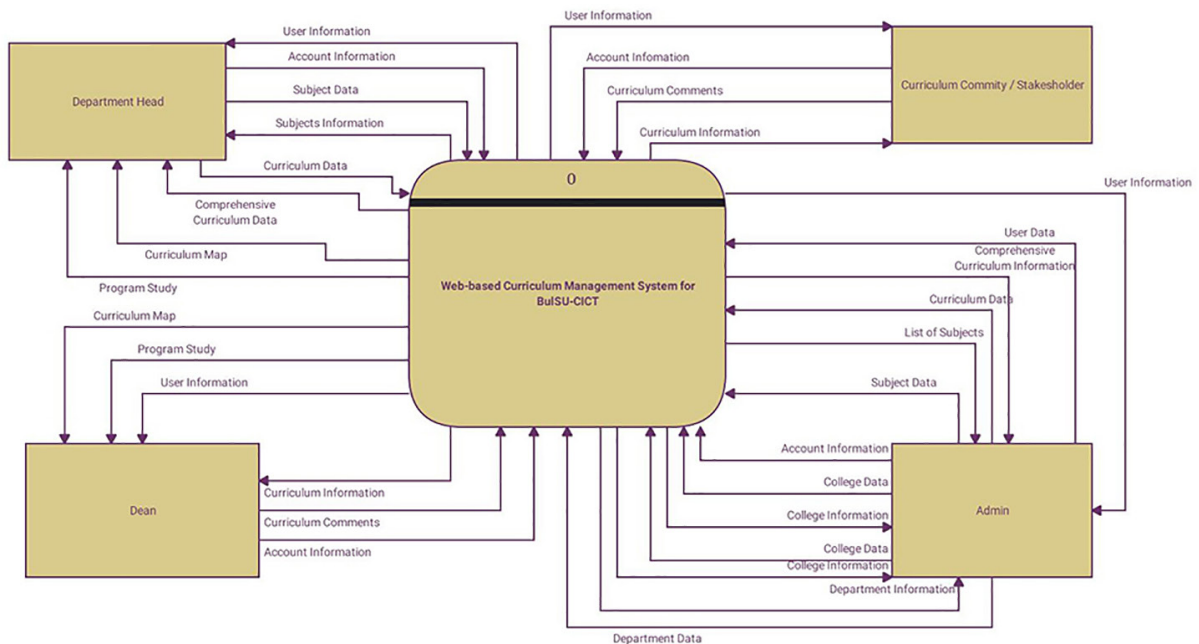 User Information
User Information
Account Information
Account Infomation
Department Head
Curriculum Commity / Stakesholder
Subject Data
Curriculum Comments
Subjects Information
Curriculum Information
Curriculum Data
0
User Information
Comprehensive
Curriculum Data
User Data
Curriculum Map
Comprehensive
Curriculum Information
Program Study
Web-based Curriculum Management System for
BulSU-CICT
Curriculum Data
Curriculum Map
List of Subjects
Program Study
User Information
Subject Data
Account Information
College Data
Curriculum Information
Dean
Admin
College Information
Curriculum Comments
Account Information
College Data
College Information
Department Information
Department Data